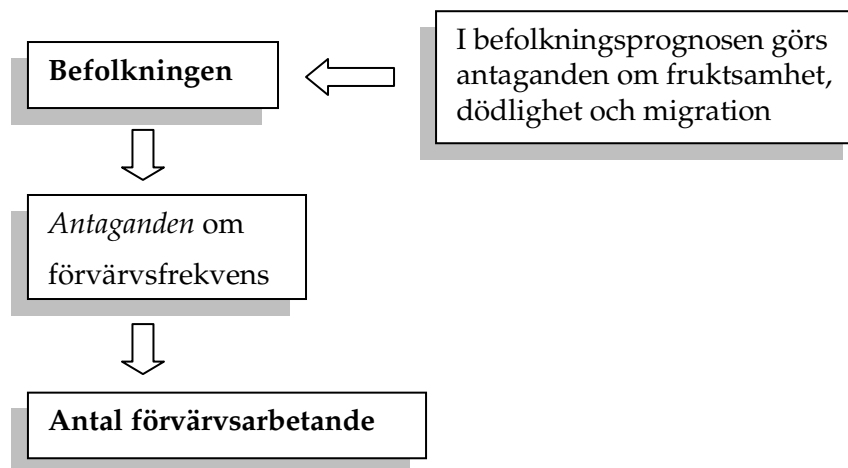 Befolkningen
I befolkningsprognosen görs
antaganden om fruktsamhet,
dödlighet och migration
Antaganden om
förvärvsfrekvens
Antal förvärvsarbetande